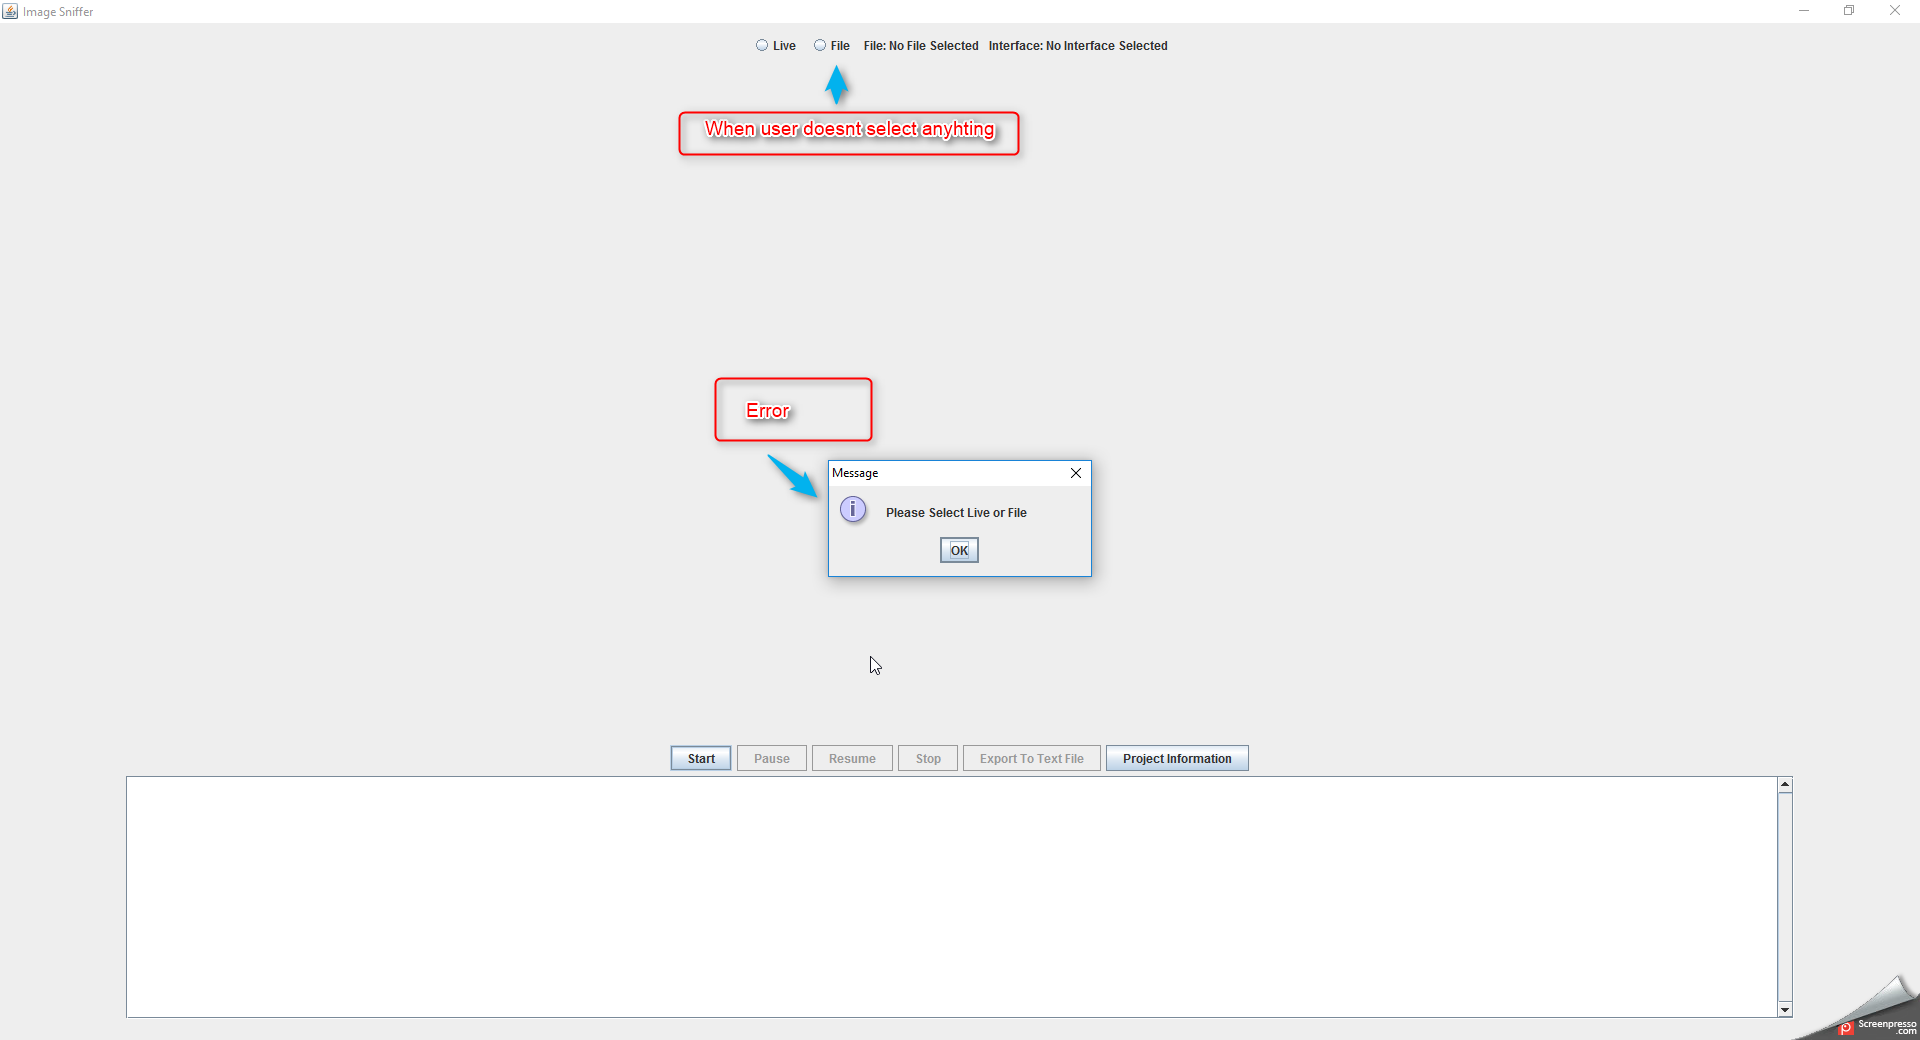 Image Sniffer
Live File File: No File Selected Interface: No Interface Selected
When user doesnt select anyhting
Error
Message
i Please Select Live or File
OK
Start Pause Resume Stop Export To Text File Project Information
Screenpresso
.com